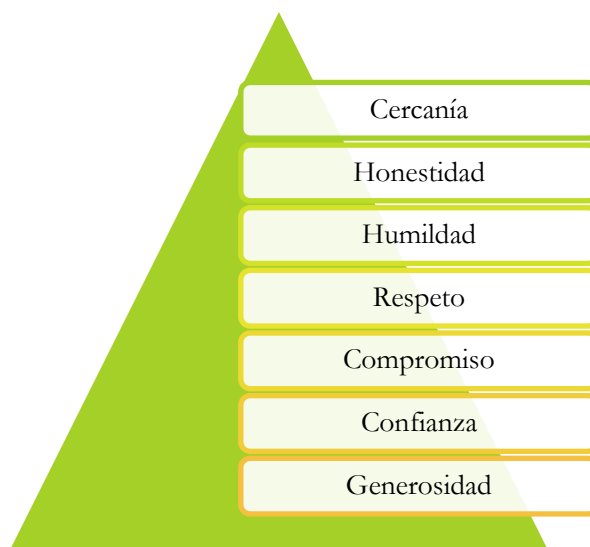 Cercanía
Honestidad
Humildad
Respeto
Compromiso
Confianza
Generosidad